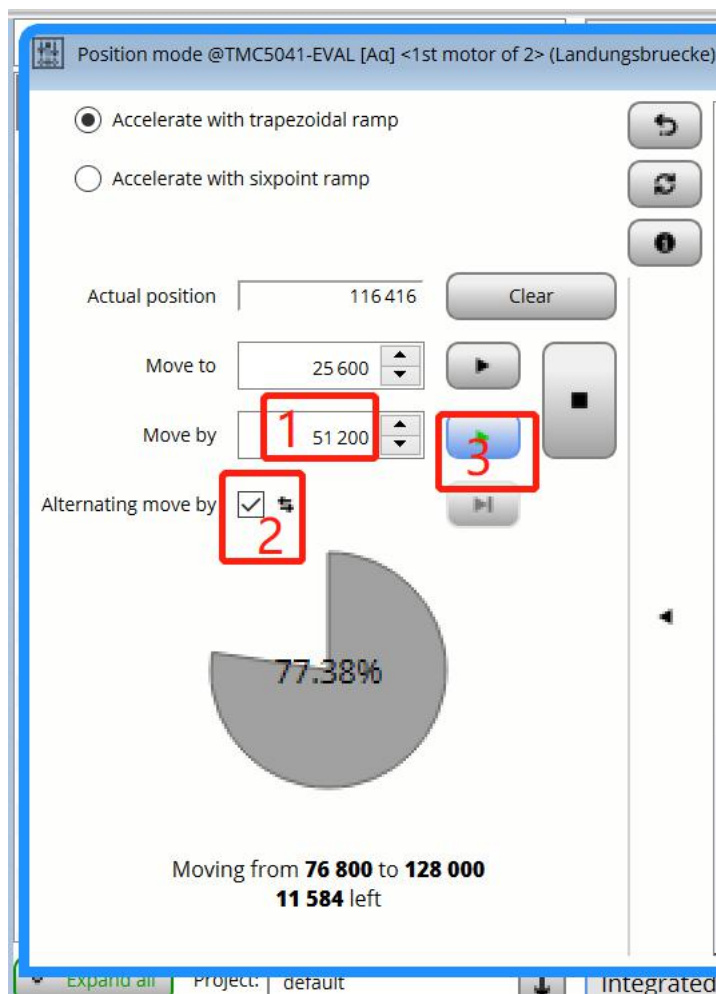 Position mode @TMC5041-EVAL [Aα] <1st motor of 2> (Landungsbruecke)
Accelerate with trapezoidal ramp
Accelerate with sixpoint ramp
Actual position 116 416 Clear
Move to 25 600
Move by 1 51 200 3
Alternating move by 2
77.38%
Moving from 76 800 to 128 000
11 584 left
Expand all Project: default Integrated